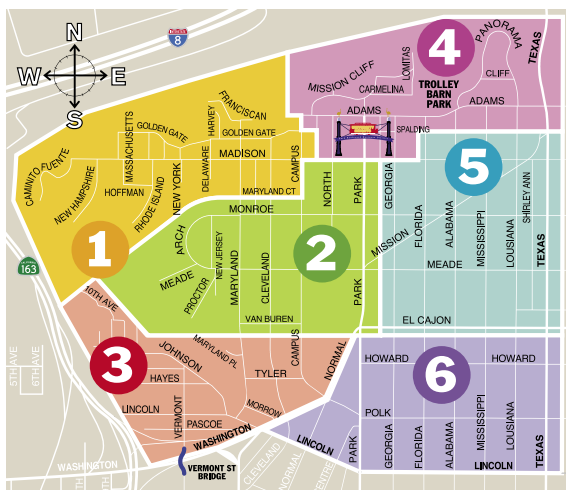 N
W
E
S
INTERSTATE
8
CALIFORNIA
163
PANORAMA
TEXAS
4
LOMITAS
MISSION CLIFF
CARMELINA
TROLLEY
BARN
PARK
CLIFF
ADAMS
ADAMS
SPALDING
FRANCISCAN
HARVEY
MASSACHUSETTS
GOLDEN GATE
GOLDEN GATE
MADISON
CAMPUS
DELAWARE
NEW YORK
CAMINITO FUENTE
NEW HAMPSHIRE
HOFFMAN
RHODE ISLAND
MARYLAND CT
1
5
GEORGIA
FLORIDA
ALABAMA
MISSISSIPPI
LOUISIANA
SHIRLEY ANN
TEXAS
MISSION
MEADE
EL CAJON
NORTH
PARK
MONROE
2
ARCH
NEW JERSEY
MARYLAND
CLEVELAND
MEADE
PROCTOR
VAN BUREN
PARK
10TH AVE
3
JOHNSON
MARYLAND PL
CAMPUS
NORMAL
HAYES
TYLER
LINCOLN
VERMONT
PASCOE
MORROW
WASHINGTON
VERMONT ST
BRIDGE
5TH AVE
6TH AVE
WASHINGTON
CLEVELAND
NORMAL
CENTRE
LINCOLN
HOWARD
HOWARD
6
POLK
PARK
GEORGIA
FLORIDA
ALABAMA
MISSISSIPPI
LOUISIANA
TEXAS
LINCOLN